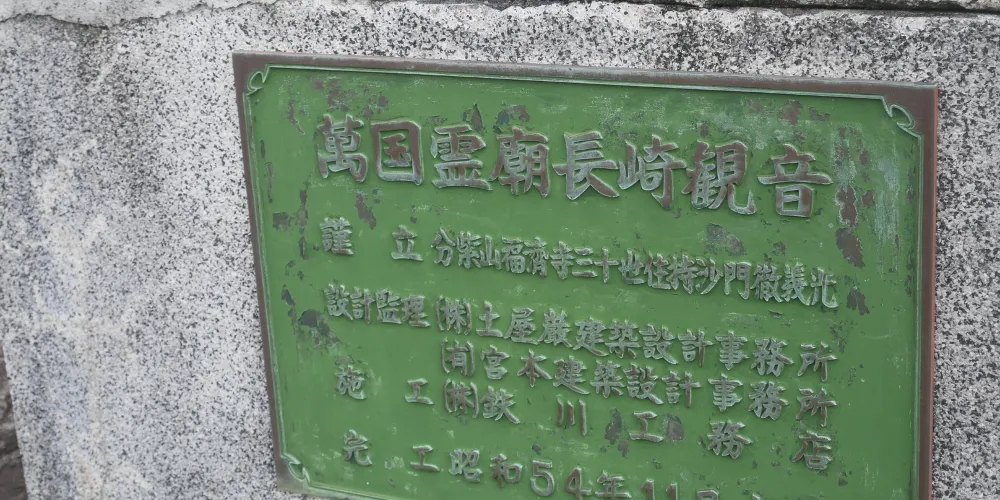 萬国霊廟長崎観音
謹立 分紫山福済寺三十世住持沙門徹義光
設計監理 (株)土屋巌建築設計事務所
(有)宮本建築設計事務所
施工 (株)鉄川工務店
完工 昭和54年11